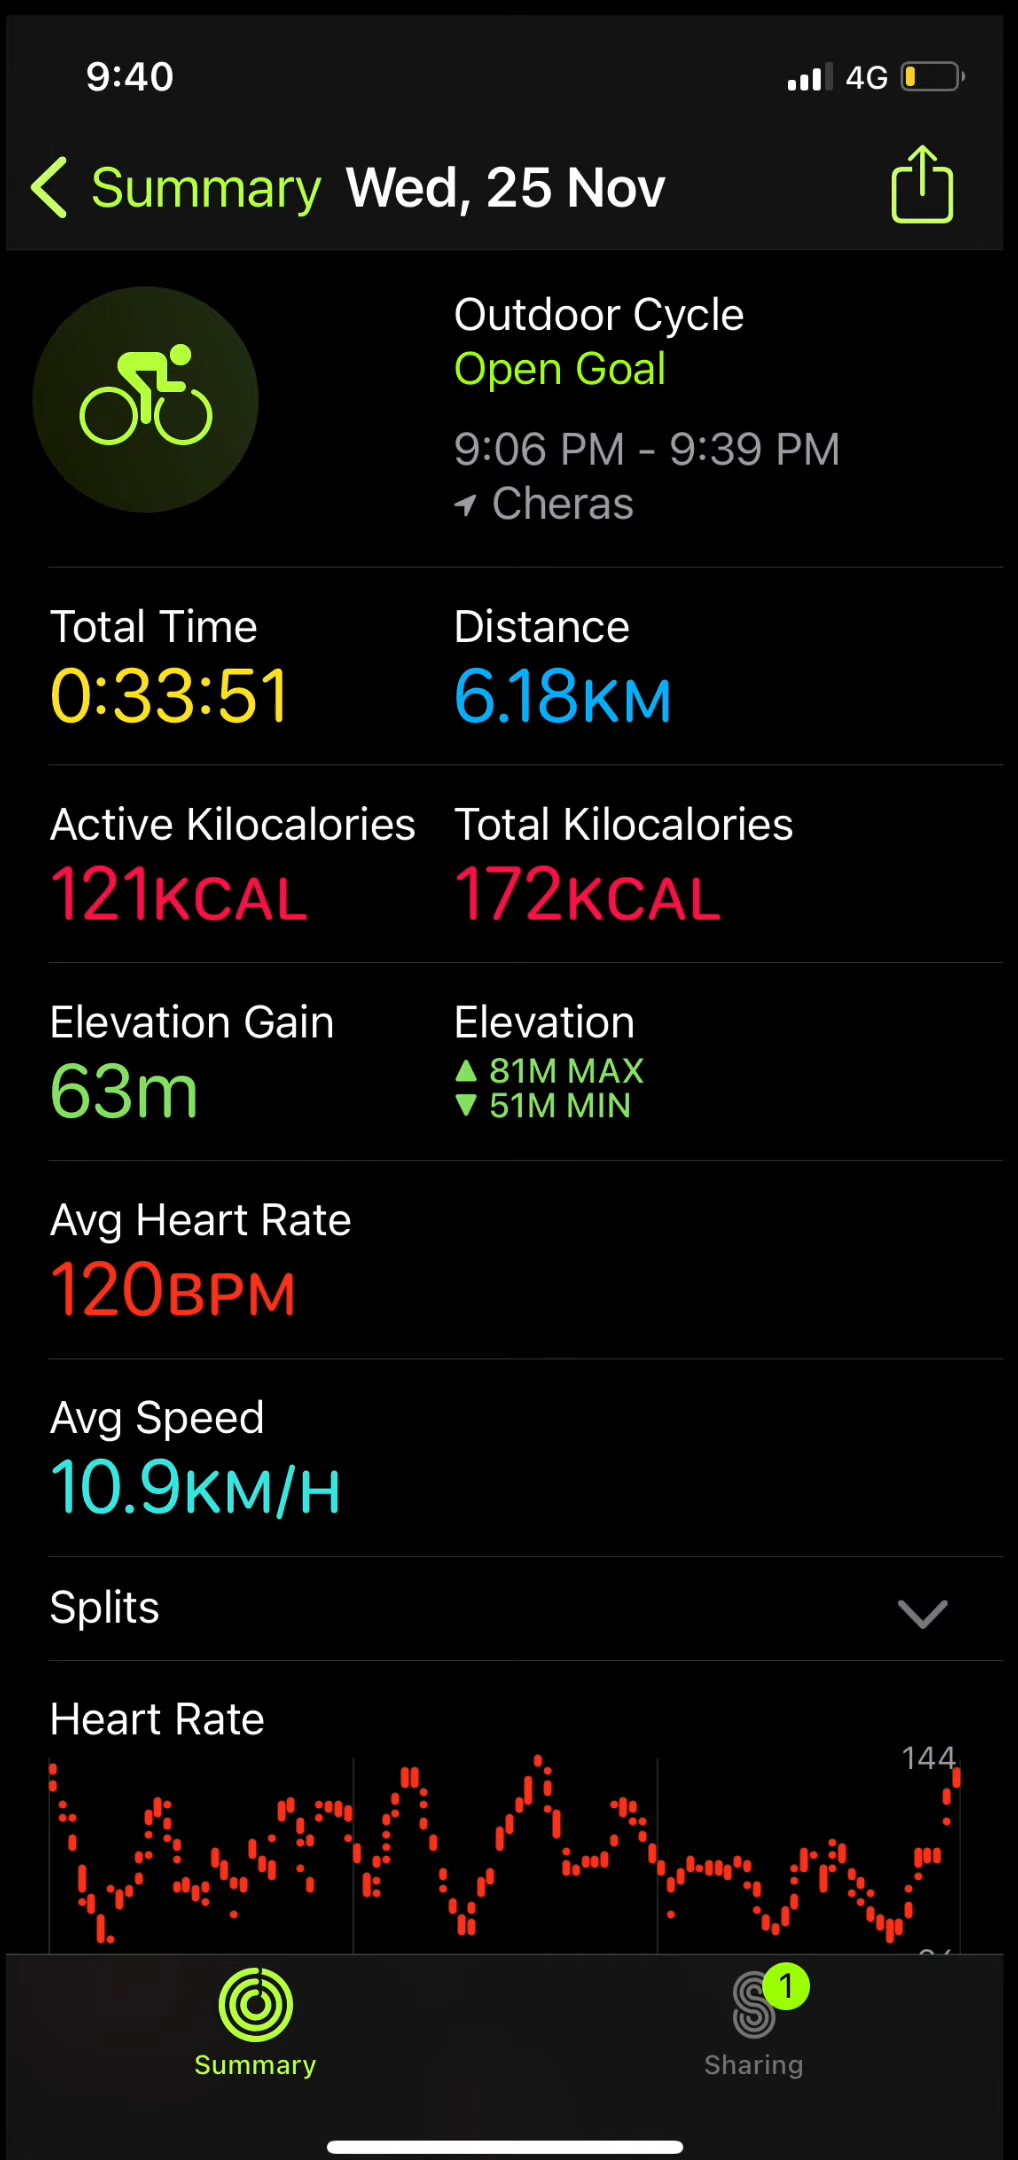 9:40 4G
Summary Wed, 25 Nov
Outdoor Cycle
Open Goal
9:06 PM - 9:39 PM
Cheras
Total Time Distance
0:33:51 6.18KM
Active Kilocalories Total Kilocalories
121KCAL 172KCAL
Elevation Gain Elevation
63m ▲ 81M MAX
▼ 51M MIN
Avg Heart Rate
120BPM
Avg Speed
10.9KM/H
Splits
Heart Rate
144
1
Summary Sharing